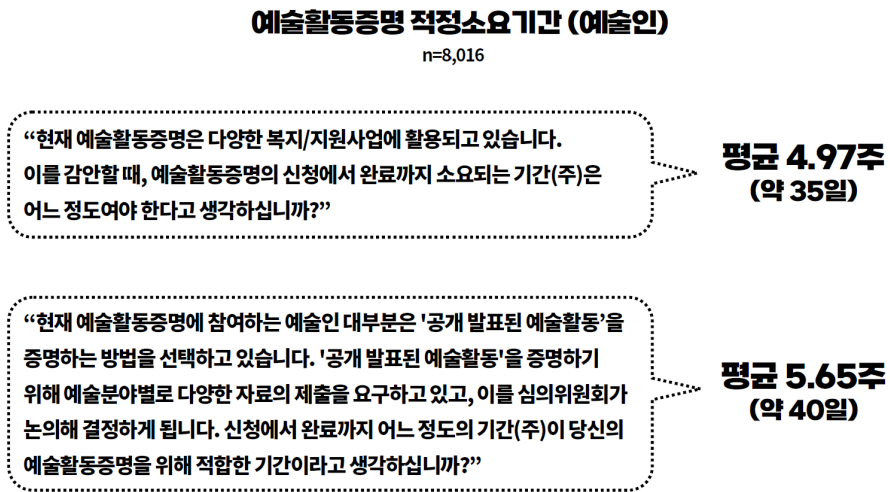 예술활동증명 적정소요기간 (예술인)
n=8,016
“현재 예술활동증명은 다양한 복지/지원사업에 활용되고 있습니다.
이를 감안할 때, 예술활동증명의 신청에서 완료까지 소요되는 기간(주)은
어느 정도여야 한다고 생각하십니까?”
평균 4.97주
(약 35일)
“현재 예술활동증명에 참여하는 예술인 대부분은 '공개 발표된 예술활동’을
증명하는 방법을 선택하고 있습니다. '공개 발표된 예술활동'을 증명하기
위해 예술분야별로 다양한 자료의 제출을 요구하고 있고, 이를 심의위원회가
논의해 결정하게 됩니다. 신청에서 완료까지 어느 정도의 기간(주)이 당신의
예술활동증명을 위해 적합한 기간이라고 생각하십니까?”
평균 5.65주
(약 40일)